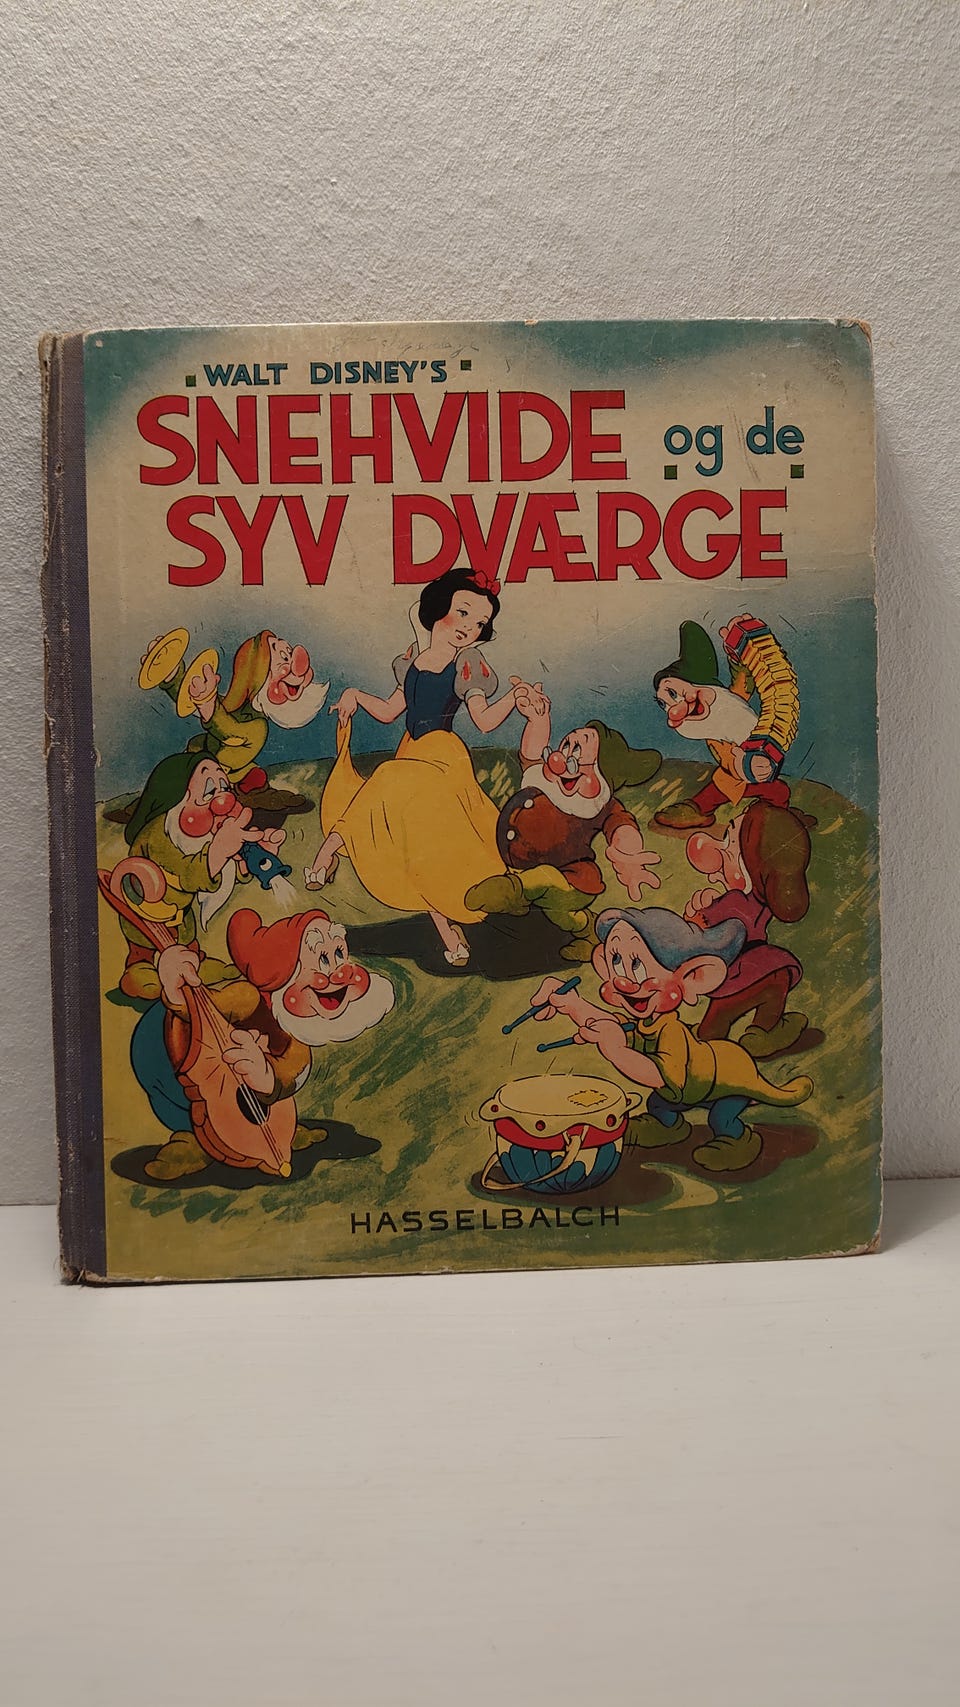 WALT DISNEY'S
SNEHVIDE og de
SYV DVÆRGE
HASSELBALCH